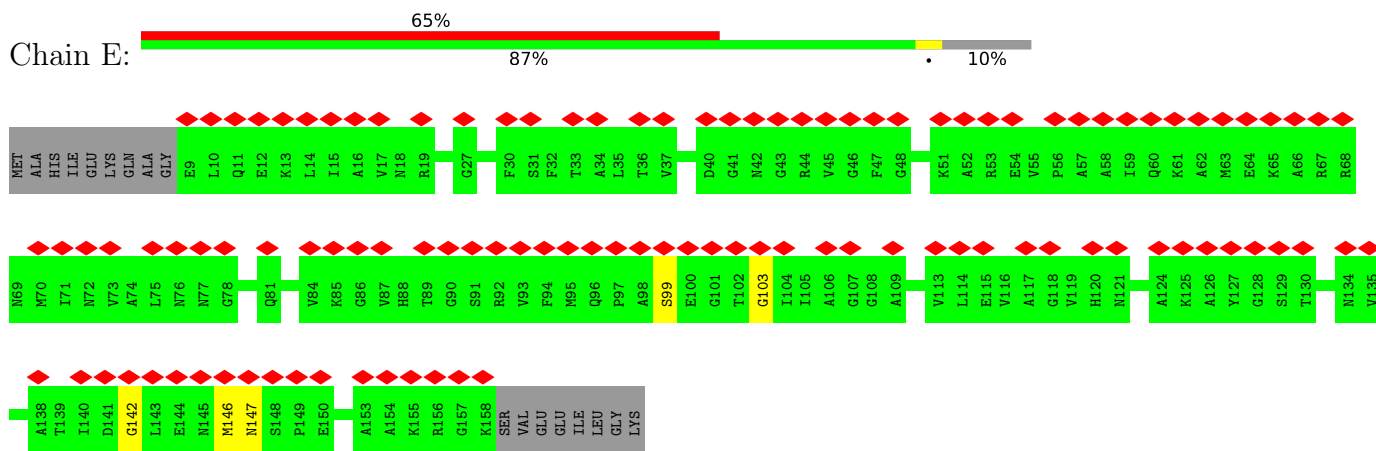 65%
Chain E:
87% • 10%
MET ALA HIS ILE GLU LYS GLN ALA GLY E9 L10 Q11 E12 K13 L14 I15 A16 V17 N18 R19 G27 F30 S31 F32 T33 A34 L35 T36 V37 D40 G41 N42 G43 R44 V45 G46 F47 G48 K51 A52 R53 E54 V55 P56 A57 A58 I59 Q60 K61 A62 M63 E64 K65 A66 R67 R68
N69 M70 I71 N72 V73 A74 L75 N76 N77 G78 Q81 V84 K85 G86 V87 H88 T89 G90 S91 R92 V93 F94 M95 Q96 P97 A98 S99 E100 G101 T102 G103 I104 I105 A106 G107 G108 A109 V113 L114 E115 V116 A117 G118 V119 H120 N121 A124 K125 A126 Y127 G128 S129 T130 N134 V135
A138 T139 I140 D141 G142 L143 E144 N145 M146 N147 S148 P149 E150 A153 A154 K155 R156 G157 K158 SER VAL GLU GLU ILE LEU GLY LYS